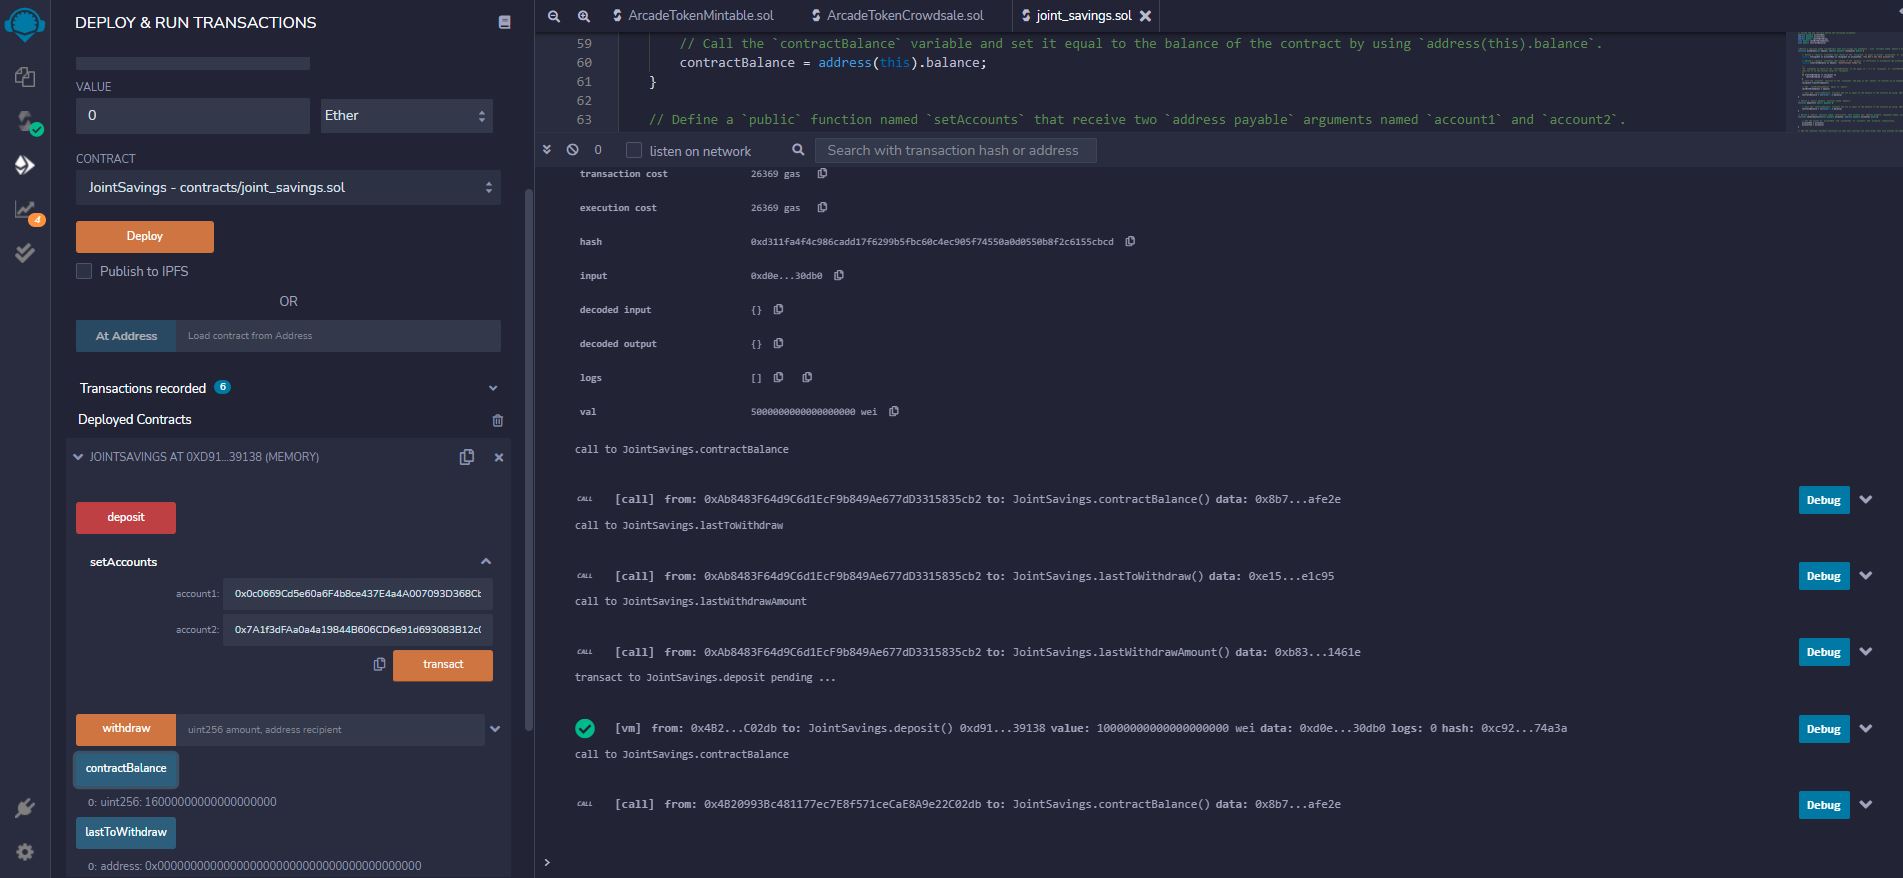 DEPLOY & RUN TRANSACTIONS
VALUE
0
Ether
CONTRACT
JointSavings - contracts/joint_savings.sol
Deploy
Publish to IPFS
OR
At Address
Load contract from Address
Transactions recorded 6
Deployed Contracts
JOINTSAVINGS AT 0XD91...39138 (MEMORY)
deposit
setAccounts
account1: 0x0c0669Cd5e60a6F4b8ce437E4a4A007093D368Cb
account2: 0x7A1f3dFAa0a4a19844B606CD6e91d693083B12c0
transact
withdraw
uint256 amount, address recipient
contractBalance
0: uint256: 16000000000000000000
lastToWithdraw
0: address: 0x0000000000000000000000000000000000000000
4
ArcadeTokenMintable.sol
ArcadeTokenCrowdsale.sol
joint_savings.sol
59 // Call the `contractBalance` variable and set it equal to the balance of the contract by using `address(this).balance`.
60 contractBalance = address(this).balance;
61 }
62
63 // Define a `public` function named `setAccounts` that receive two `address payable` arguments named `account1` and `account2`.
0
listen on network
Search with transaction hash or address
transaction cost 26369 gas
execution cost 26369 gas
hash 0xd311fa4f4c986cadd17f6299b5fbc60c4ec905f74550a0d0550b8f2c6155cbcd
input 0xd0e...30db0
decoded input {}
decoded output {}
logs []
val 5000000000000000000 wei
call to JointSavings.contractBalance
CALL [call] from: 0xAb8483F64d9C6d1EcF9b849Ae677dD3315835cb2 to: JointSavings.contractBalance() data: 0x8b7...afe2e
Debug
call to JointSavings.lastToWithdraw
CALL [call] from: 0xAb8483F64d9C6d1EcF9b849Ae677dD3315835cb2 to: JointSavings.lastToWithdraw() data: 0xe15...e1c95
Debug
call to JointSavings.lastWithdrawAmount
CALL [call] from: 0xAb8483F64d9C6d1EcF9b849Ae677dD3315835cb2 to: JointSavings.lastWithdrawAmount() data: 0xb83...1461e
Debug
transact to JointSavings.deposit pending ...
[vm] from: 0x4B2...C02db to: JointSavings.deposit() 0xd91...39138 value: 10000000000000000000 wei data: 0xd0e...30db0 logs: 0 hash: 0xc92...74a3a
Debug
call to JointSavings.contractBalance
CALL [call] from: 0x4B20993Bc481177ec7E8f571ceCaE8A9e22C02db to: JointSavings.contractBalance() data: 0x8b7...afe2e
Debug
>